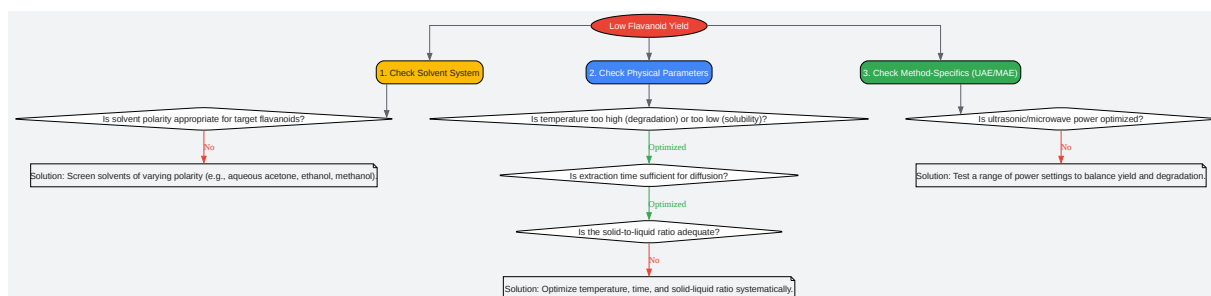 Low Flavanoid Yield
1. Check Solvent System
2. Check Physical Parameters
3. Check Method-Specifics (UAE/MAE)
Is solvent polarity appropriate for target flavanoids?
Is temperature too high (degradation) or too low (solubility)?
Is ultrasonic/microwave power optimized?
No
Optimized
No
Solution: Screen solvents of varying polarity (e.g., aqueous acetone, ethanol, methanol).
Is extraction time sufficient for diffusion?
Solution: Test a range of power settings to balance yield and degradation.
Optimized
Is the solid-to-liquid ratio adequate?
No
Solution: Optimize temperature, time, and solid-liquid ratio systematically.